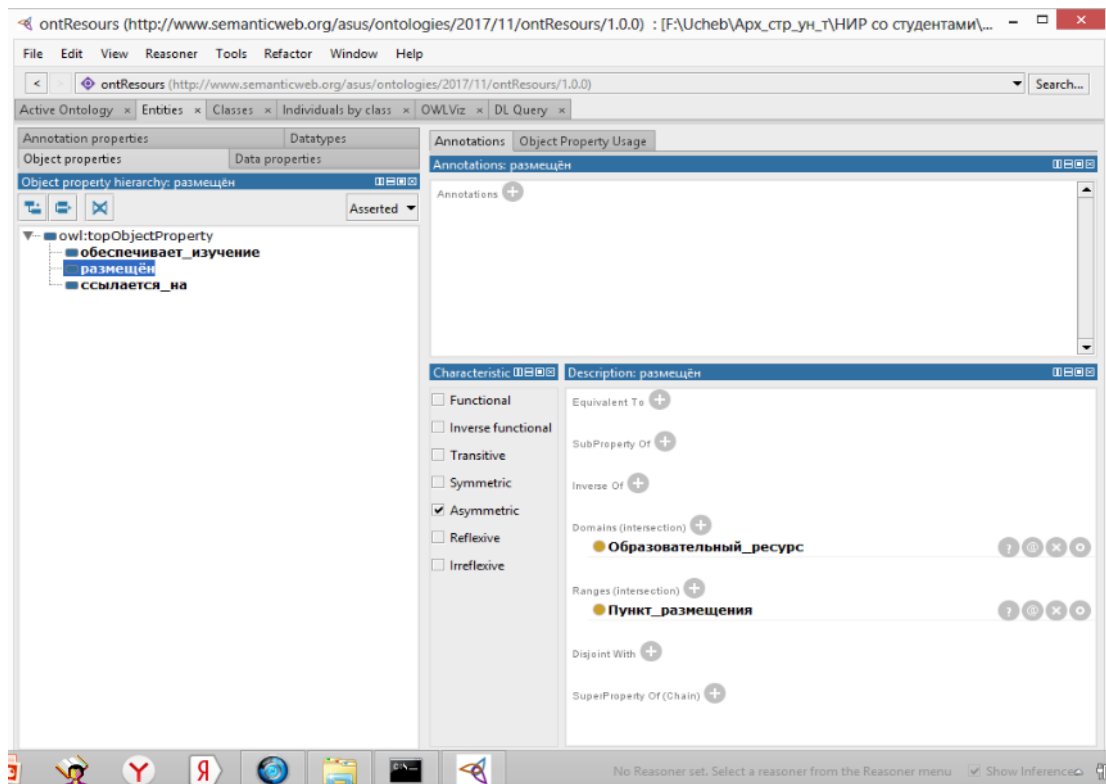 ontResours (http://www.semanticweb.org/asus/ontologies/2017/11/ontResours/1.0.0) : [F:\Ucheb\Арх_стр_ун_т\НИР со студентами\...
File Edit View Reasoner Tools Refactor Window Help
< > ontResours (http://www.semanticweb.org/asus/ontologies/2017/11/ontResours/1.0.0) Search...
Active Ontology × Entities × Classes × Individuals by class × OWLViz × DL Query ×
Annotation properties Datatypes
Object properties Data properties
Object property hierarchy: размещён
Asserted
owl:topObjectProperty
обеспечивает_изучение
размещён
ссылается_на
Annotations Object Property Usage
Annotations: размещён
Annotations
Characteristic
Functional
Inverse functional
Transitive
Symmetric
Asymmetric
Reflexive
Irreflexive
Description: размещён
Equivalent To
SubProperty Of
Inverse Of
Domains (intersection)
Образовательный_ресурс
Ranges (intersection)
Пункт_размещения
Disjoint With
SuperProperty Of (Chain)
No Reasoner set. Select a reasoner from the Reasoner menu Show Inferences